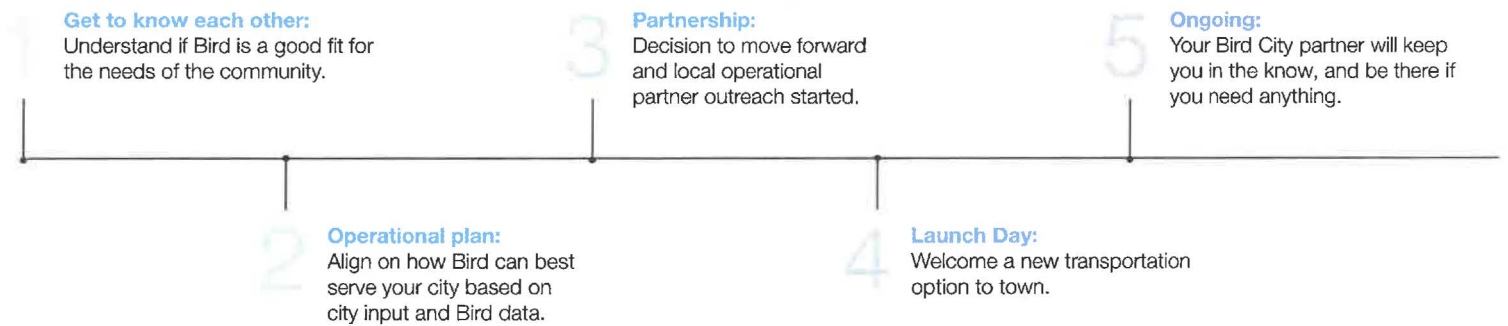 1
Get to know each other:
Understand if Bird is a good fit for
the needs of the community.
2
Operational plan:
Align on how Bird can best
serve your city based on
city input and Bird data.
3
Partnership:
Decision to move forward
and local operational
partner outreach started.
4
Launch Day:
Welcome a new transportation
option to town.
5
Ongoing:
Your Bird City partner will keep
you in the know, and be there if
you need anything.